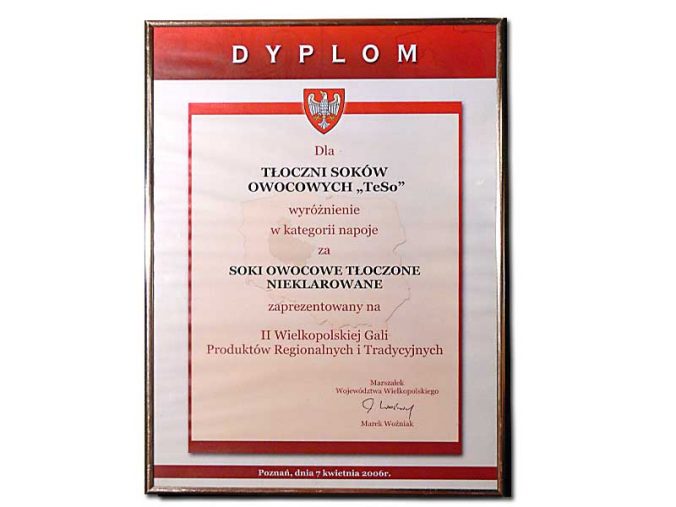 DYPLOM
Dla
TŁOCZNI SOKÓW
OWOCOWYCH „TeSo”
wyróżnienie
w kategorii napoje
za
SOKI OWOCOWE TŁOCZONE
NIEKLAROWANE
zaprezentowany na
II Wielkopolskiej Gali
Produktów Regionalnych i Tradycyjnych
Marszałek
Województwa Wielkopolskiego
Marek Woźniak
Poznań, dnia 7 kwietnia 2006r.